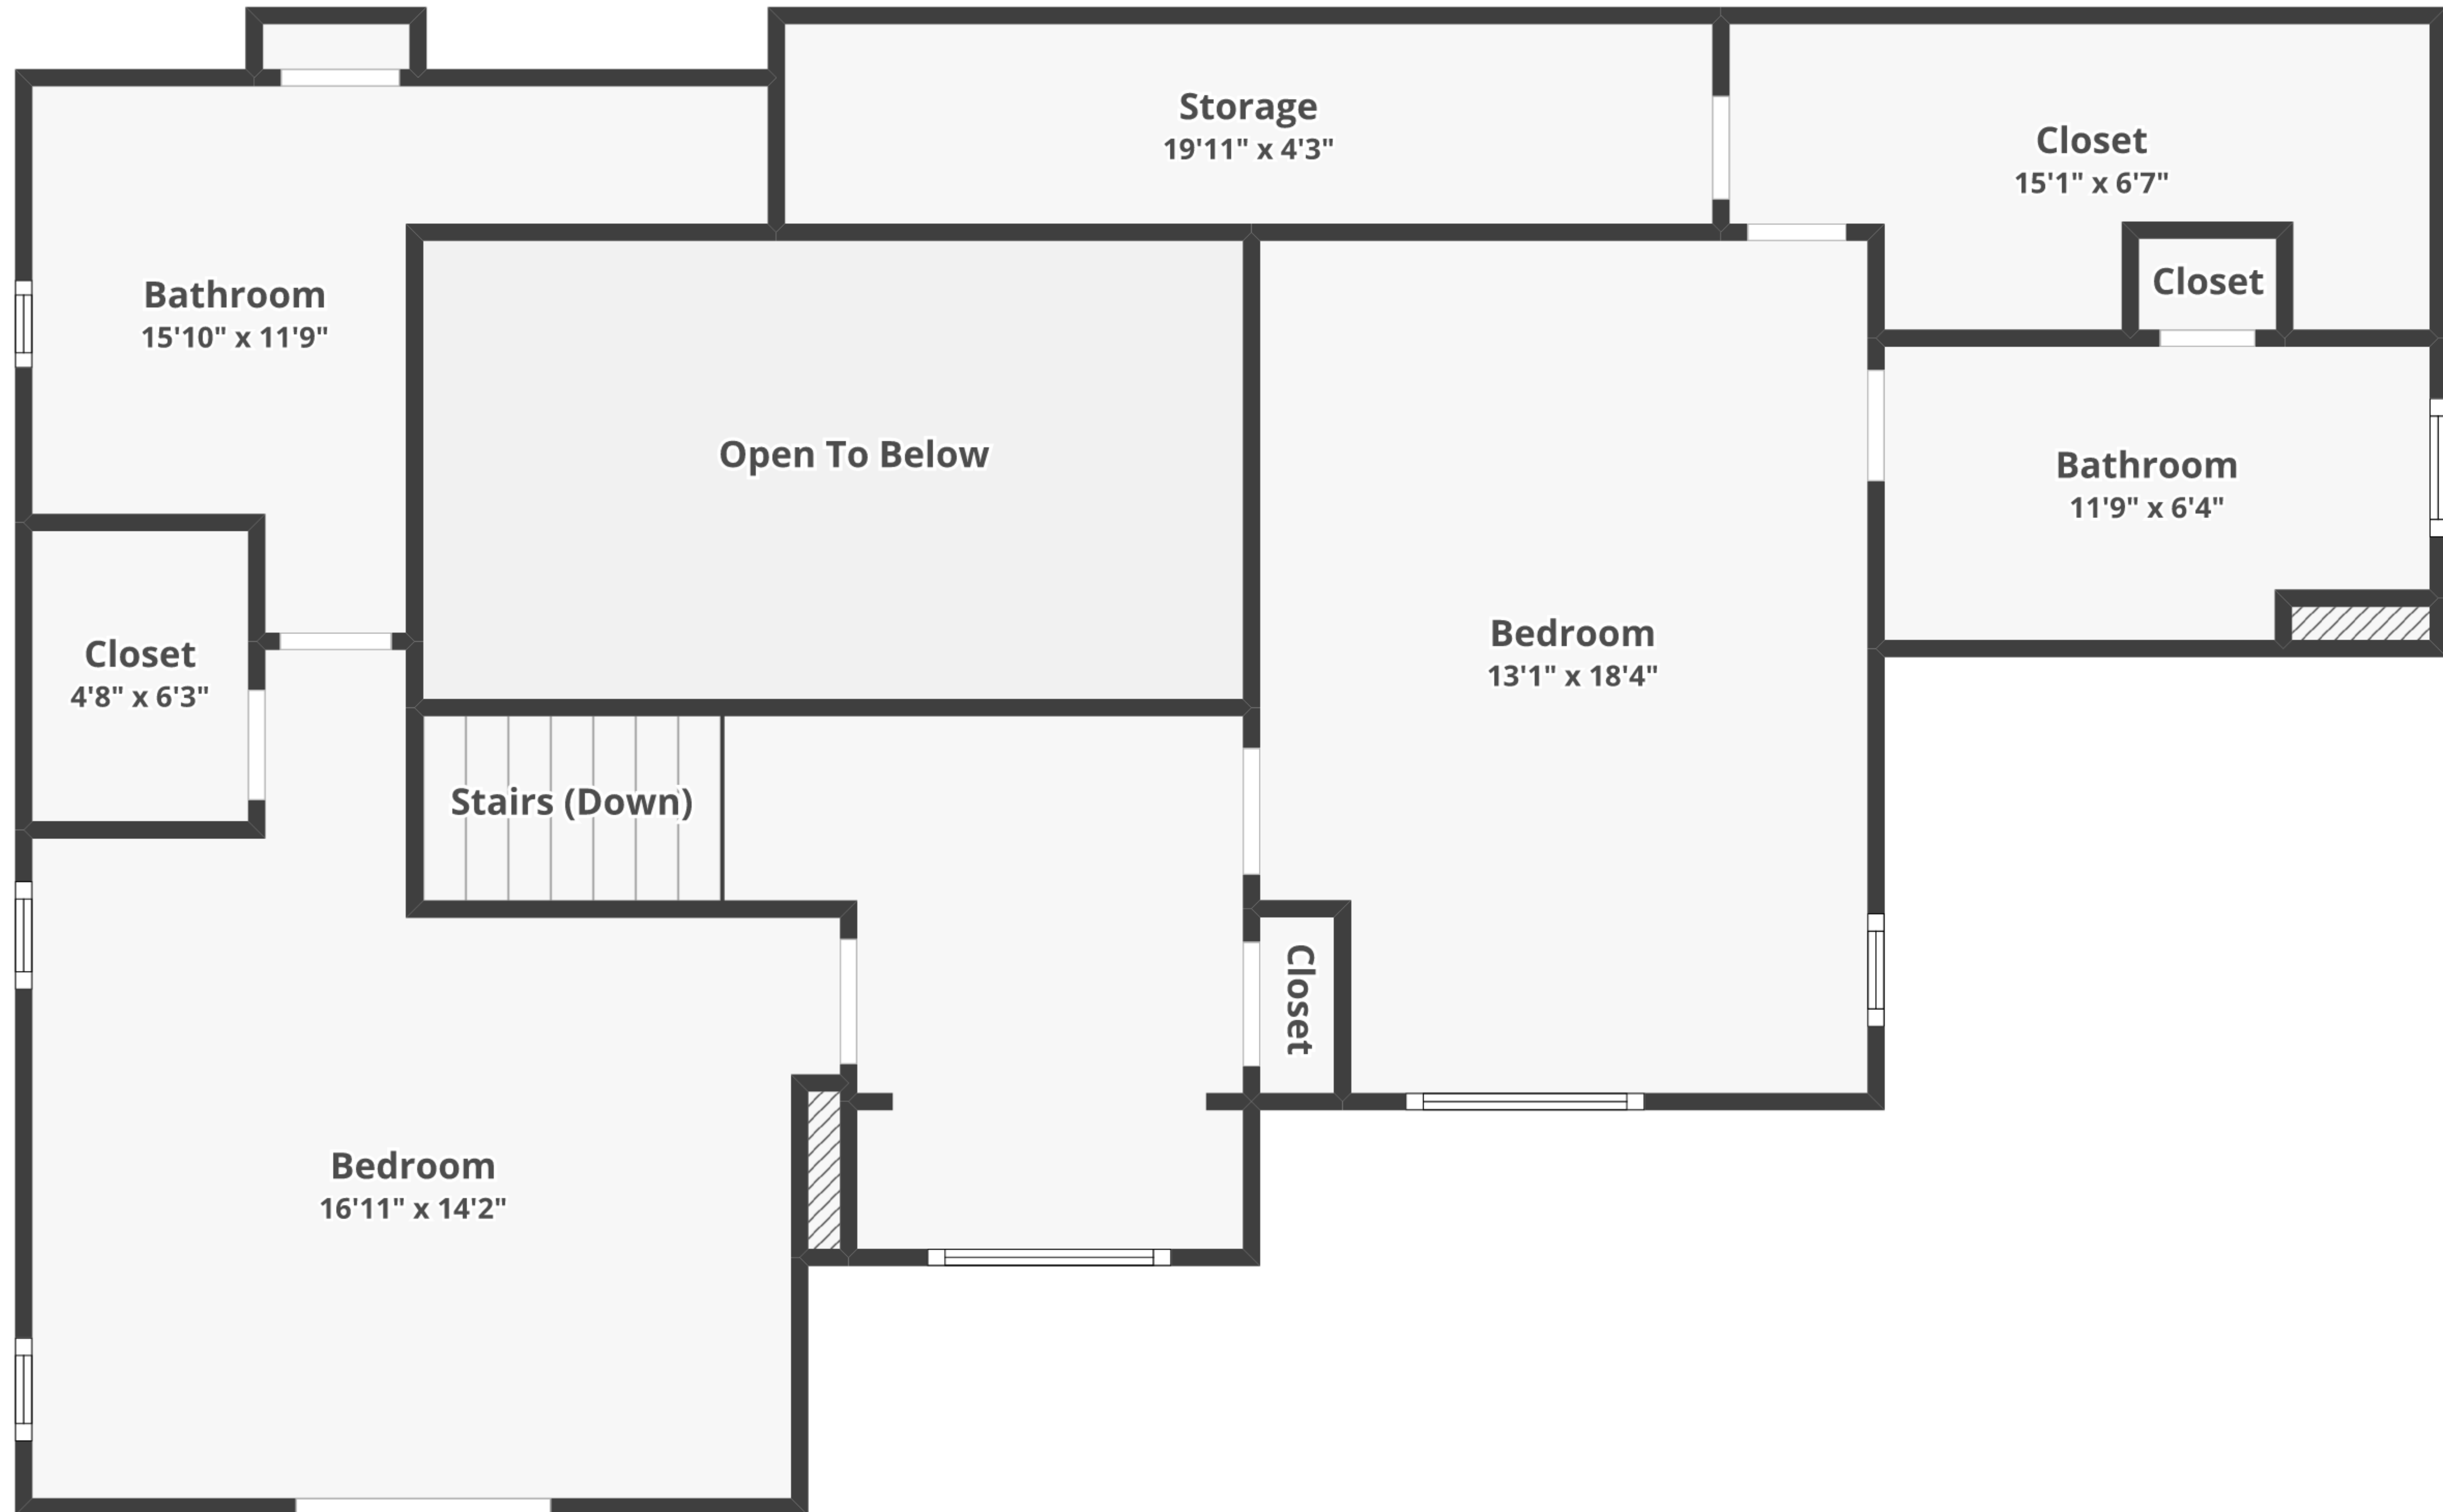 Storage
19'11" x 4'3"
Closet
15'1" x 6'7"
Closet
Bathroom
15'10" x 11'9"
Open To Below
Bathroom
11'9" x 6'4"
Bedroom
13'1" x 18'4"
Closet
4'8" x 6'3"
Stairs (Down)
Closet
Bedroom
16'11" x 14'2"